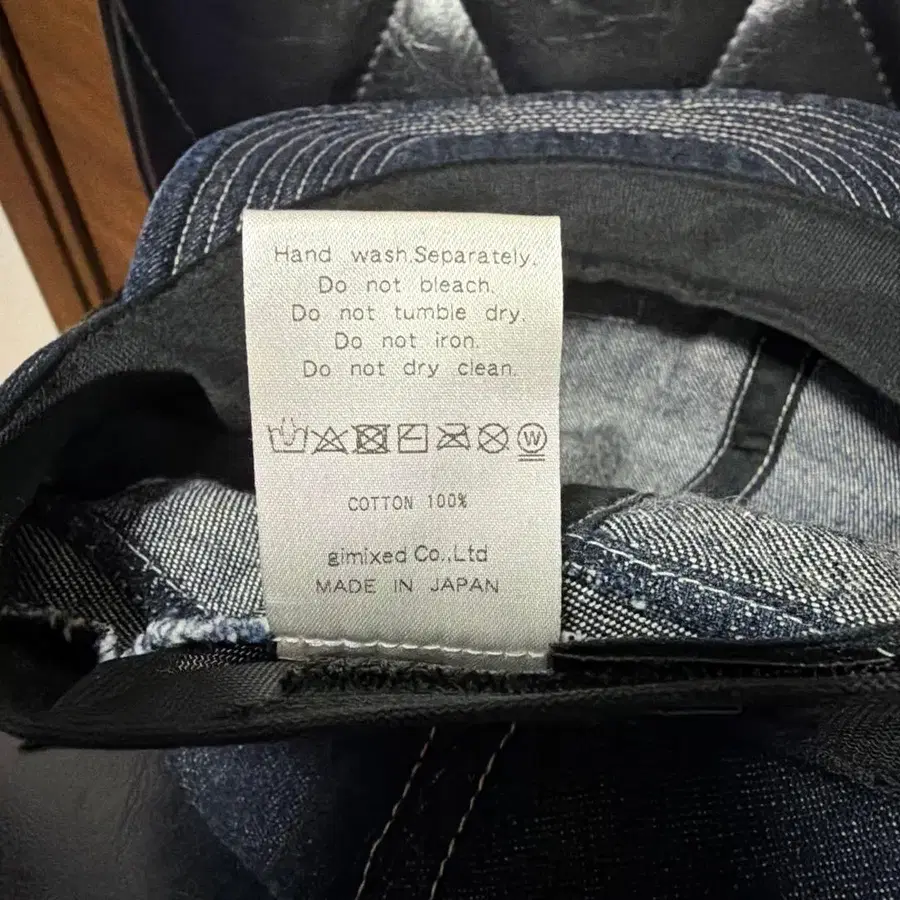 Hand wash.Separately.
Do not bleach.
Do not tumble dry.
Do not iron.
Do not dry clean.
W
COTTON 100%
gimixed Co.,Ltd
MADE IN JAPAN